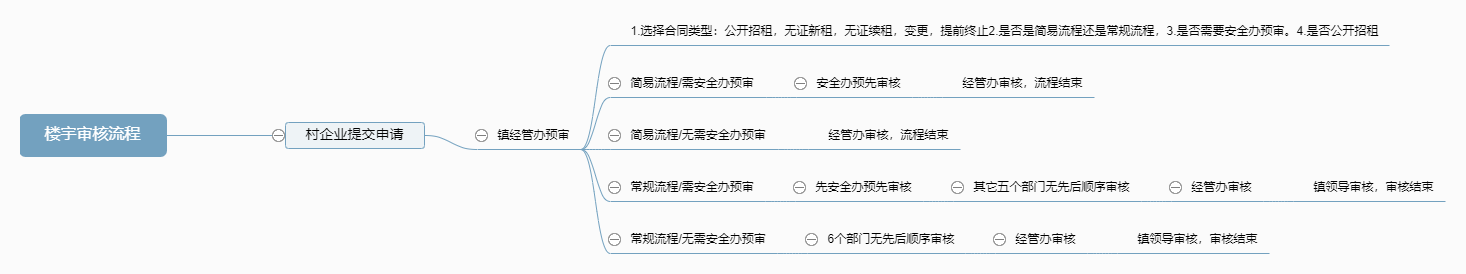 楼宇审核流程
村企业提交申请
镇经管办预审
1.选择合同类型：公开招租，无证新租，无证续租，变更，提前终止2.是否是简易流程还是常规流程，3.是否需要安全办预审。4.是否公开招租
简易流程/需安全办预审
安全办预先审核
经管办审核，流程结束
简易流程/无需安全办预审
经管办审核，流程结束
常规流程/需安全办预审
先安全办预先审核
其它五个部门无先后顺序审核
经管办审核
镇领导审核，审核结束
常规流程/无需安全办预审
6个部门无先后顺序审核
经管办审核
镇领导审核，审核结束